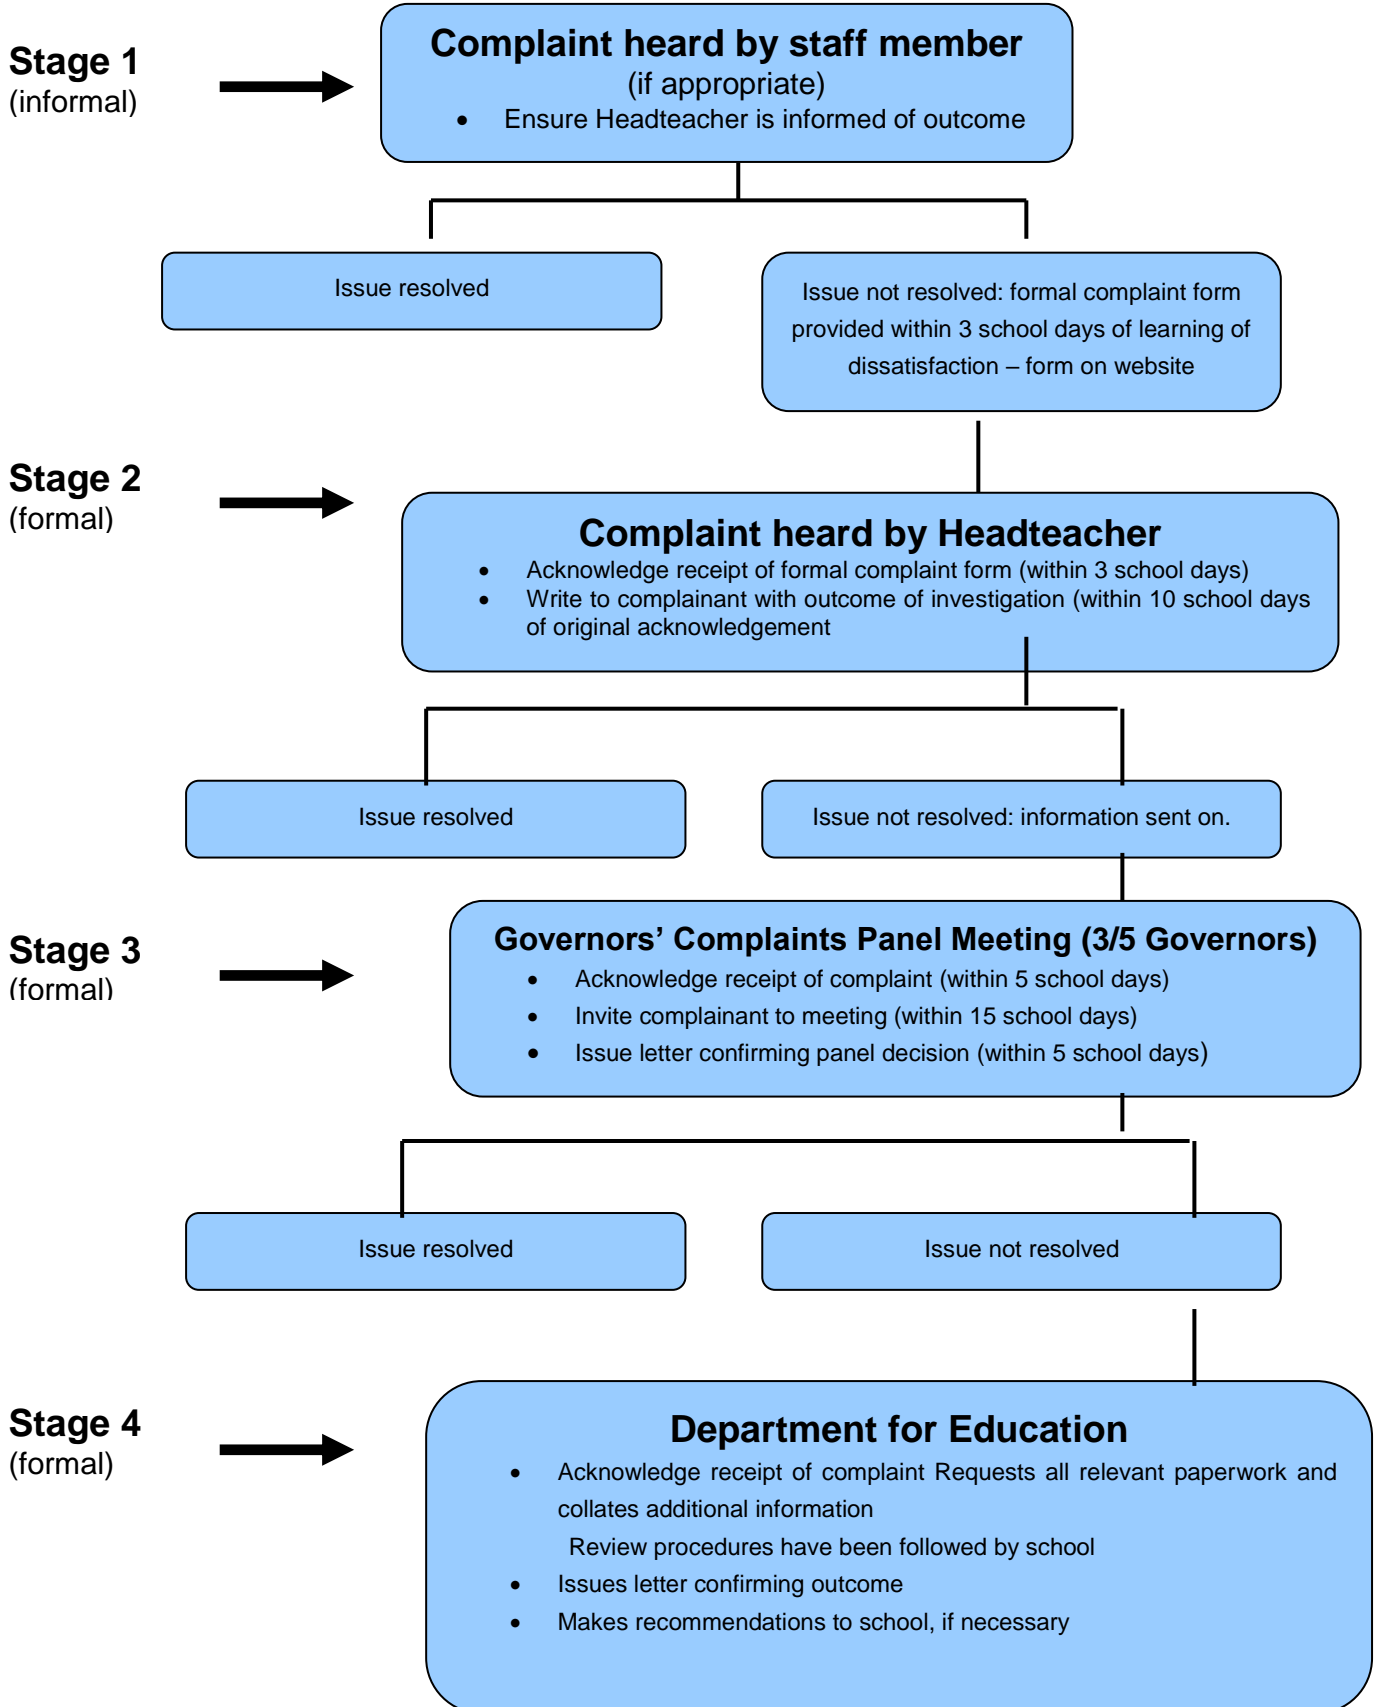 Stage 1
(informal)
Complaint heard by staff member
(if appropriate)
• Ensure Headteacher is informed of outcome
Issue resolved
Issue not resolved: formal complaint form
provided within 3 school days of learning of
dissatisfaction – form on website
Stage 2
(formal)
Complaint heard by Headteacher
• Acknowledge receipt of formal complaint form (within 3 school days)
• Write to complainant with outcome of investigation (within 10 school days
of original acknowledgement
Issue resolved
Issue not resolved: information sent on.
Stage 3
(formal)
Governors’ Complaints Panel Meeting (3/5 Governors)
• Acknowledge receipt of complaint (within 5 school days)
• Invite complainant to meeting (within 15 school days)
• Issue letter confirming panel decision (within 5 school days)
Issue resolved
Issue not resolved
Stage 4
(formal)
Department for Education
• Acknowledge receipt of complaint Requests all relevant paperwork and
collates additional information
Review procedures have been followed by school
• Issues letter confirming outcome
• Makes recommendations to school, if necessary